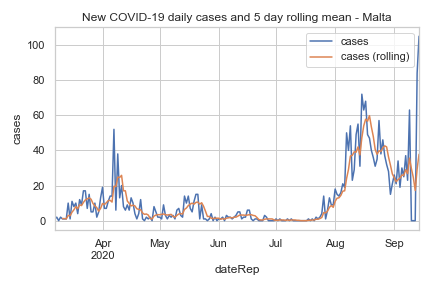 New COVID-19 daily cases and 5 day rolling mean - Malta
cases
cases (rolling)
100
80
60
40
20
0
cases
Apr
2020
May
Jun
Jul
Aug
Sep
dateRep